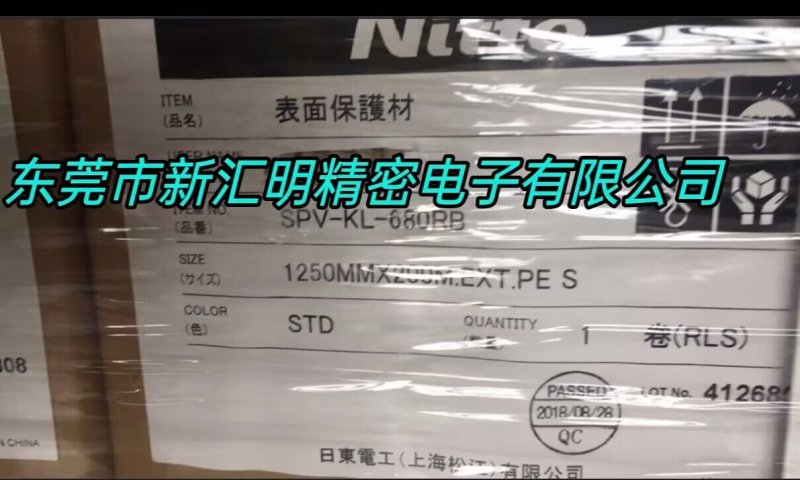 Nitto
ITEM
(品名)
表面保護材
东莞市新汇明精密电子有限公司
(品番)
SPV-KL-680RB
SIZE
(サイズ)
1250MMX200M.EXT.PE S
COLOR
(色)
STD
QUANTITY
1
卷(RLS)
808
PASSED
2018/08/28
QC
LOT No.
CHINA
日東電工(上海松江)有限公司